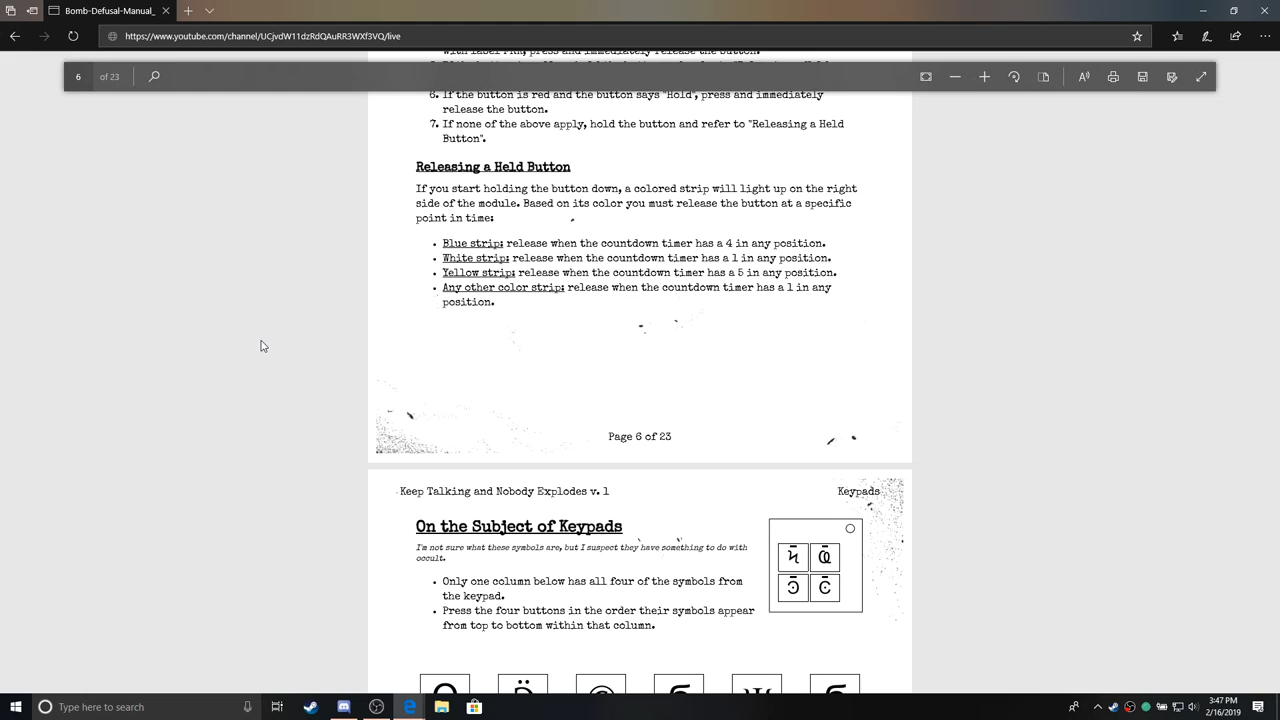 Bomb-Defusal-Manual_
https://www.youtube.com/channel/UCjvdW11dzRdQAuRR3WXf3VQ/live
6 of 23
with label FRK, press and immediately release the button.
6. If the button is red and the button says "Hold", press and immediately
release the button.
7. If none of the above apply, hold the button and refer to "Releasing a Held
Button".
Releasing a Held Button
If you start holding the button down, a colored strip will light up on the right
side of the module. Based on its color you must release the button at a specific
point in time:
• Blue strip: release when the countdown timer has a 4 in any position.
• White strip: release when the countdown timer has a 1 in any position.
• Yellow strip: release when the countdown timer has a 5 in any position.
• Any other color strip: release when the countdown timer has a 1 in any
position.
Page 6 of 23
Keep Talking and Nobody Explodes v. 1
Keypads
On the Subject of Keypads
I'm not sure what these symbols are, but I suspect they have something to do with
occult.
• Only one column below has all four of the symbols from
the keypad.
• Press the four buttons in the order their symbols appear
from top to bottom within that column.
Type here to search
3:47 PM
2/16/2019